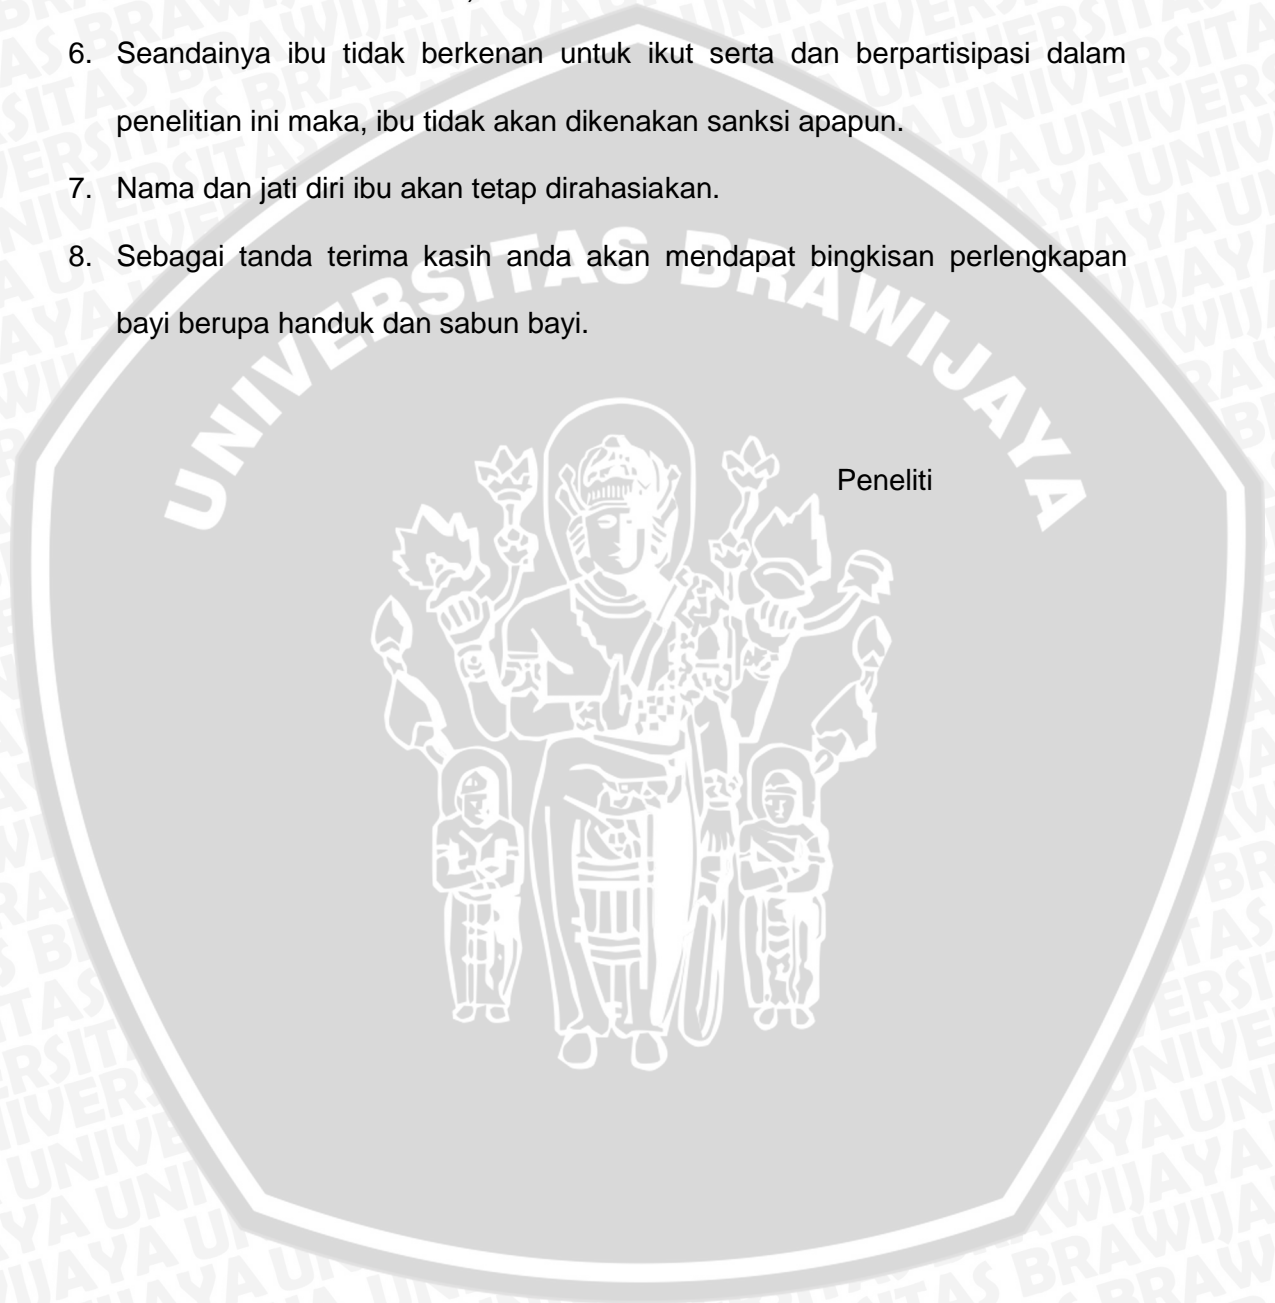 6. Seandainya ibu tidak berkenan untuk ikut serta dan berpartisipasi dalam
penelitian ini maka, ibu tidak akan dikenakan sanksi apapun.
7. Nama dan jati diri ibu akan tetap dirahasiakan.
8. Sebagai tanda terima kasih anda akan mendapat bingkisan perlengkapan
bayi berupa handuk dan sabun bayi.
UNIVERSITAS BRAWIJAYA
Peneliti